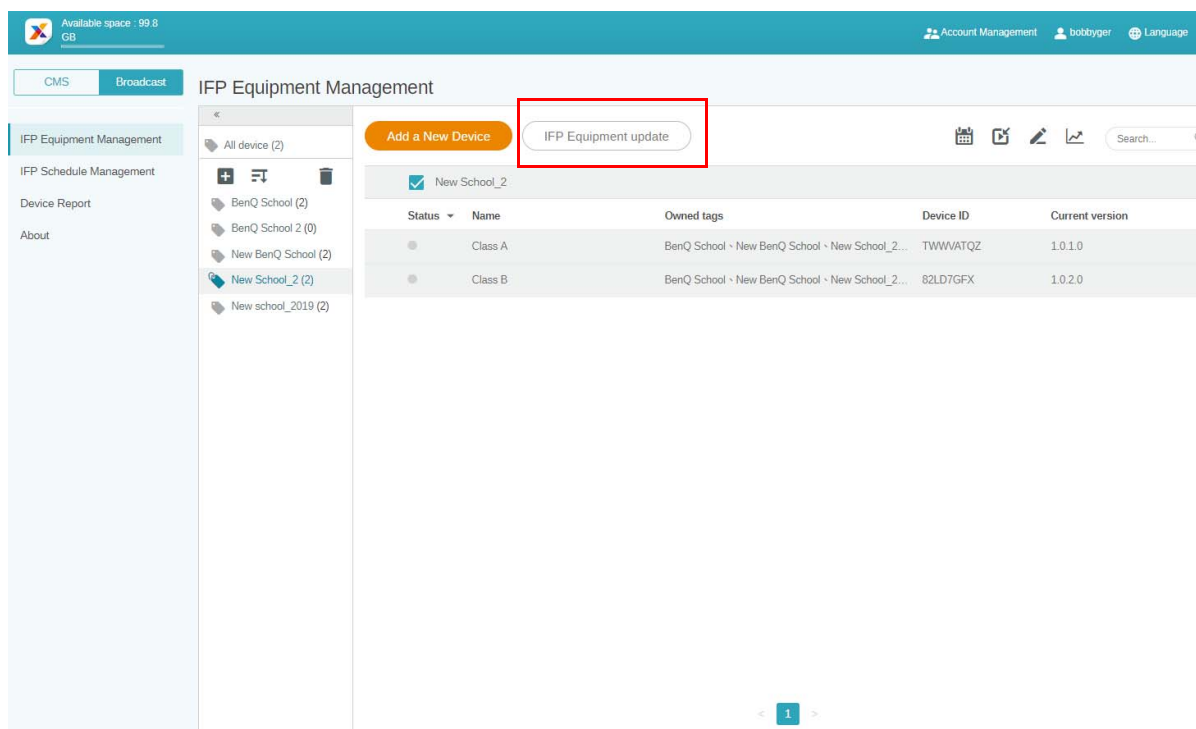 Available space : 99.8
GB
Account Management
bobbyger
Language
CMS
Broadcast
IFP Equipment Management
IFP Schedule Management
Device Report
About
IFP Equipment Management
«
All device (2)
BenQ School (2)
BenQ School 2 (0)
New BenQ School (2)
New School_2 (2)
New school_2019 (2)
Add a New Device
IFP Equipment update
Search...
New School_2
Status Name Owned tags Device ID Current version
Class A BenQ School、New BenQ School、New School_2... TWWVATQZ 1.0.1.0
Class B BenQ School、New BenQ School、New School_2... 82LD7GFX 1.0.2.0
< 1 >